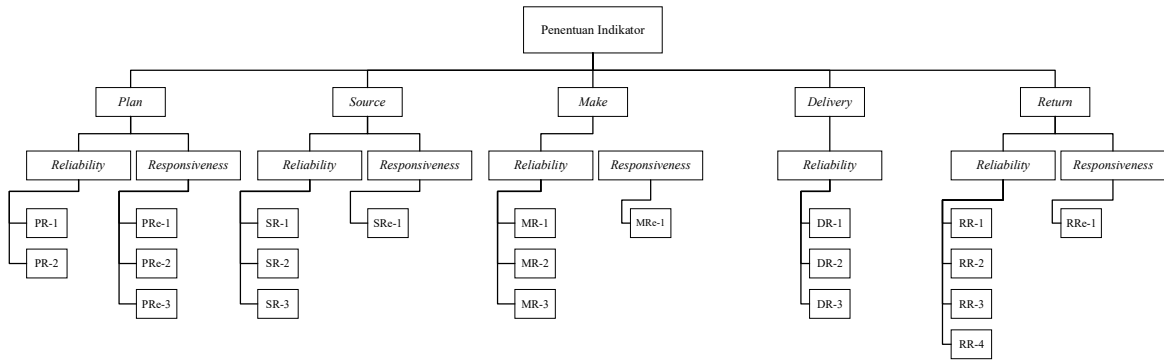 Penentuan Indikator
Plan
Source
Make
Delivery
Return
Reliability
Responsiveness
Reliability
Responsiveness
Reliability
Responsiveness
Reliability
Reliability
Responsiveness
PR-1
PRe-1
SR-1
SRe-1
MR-1
MRe-1
DR-1
RR-1
RRe-1
PR-2
PRe-2
SR-2
MR-2
DR-2
RR-2
PRe-3
SR-3
MR-3
DR-3
RR-3
RR-4